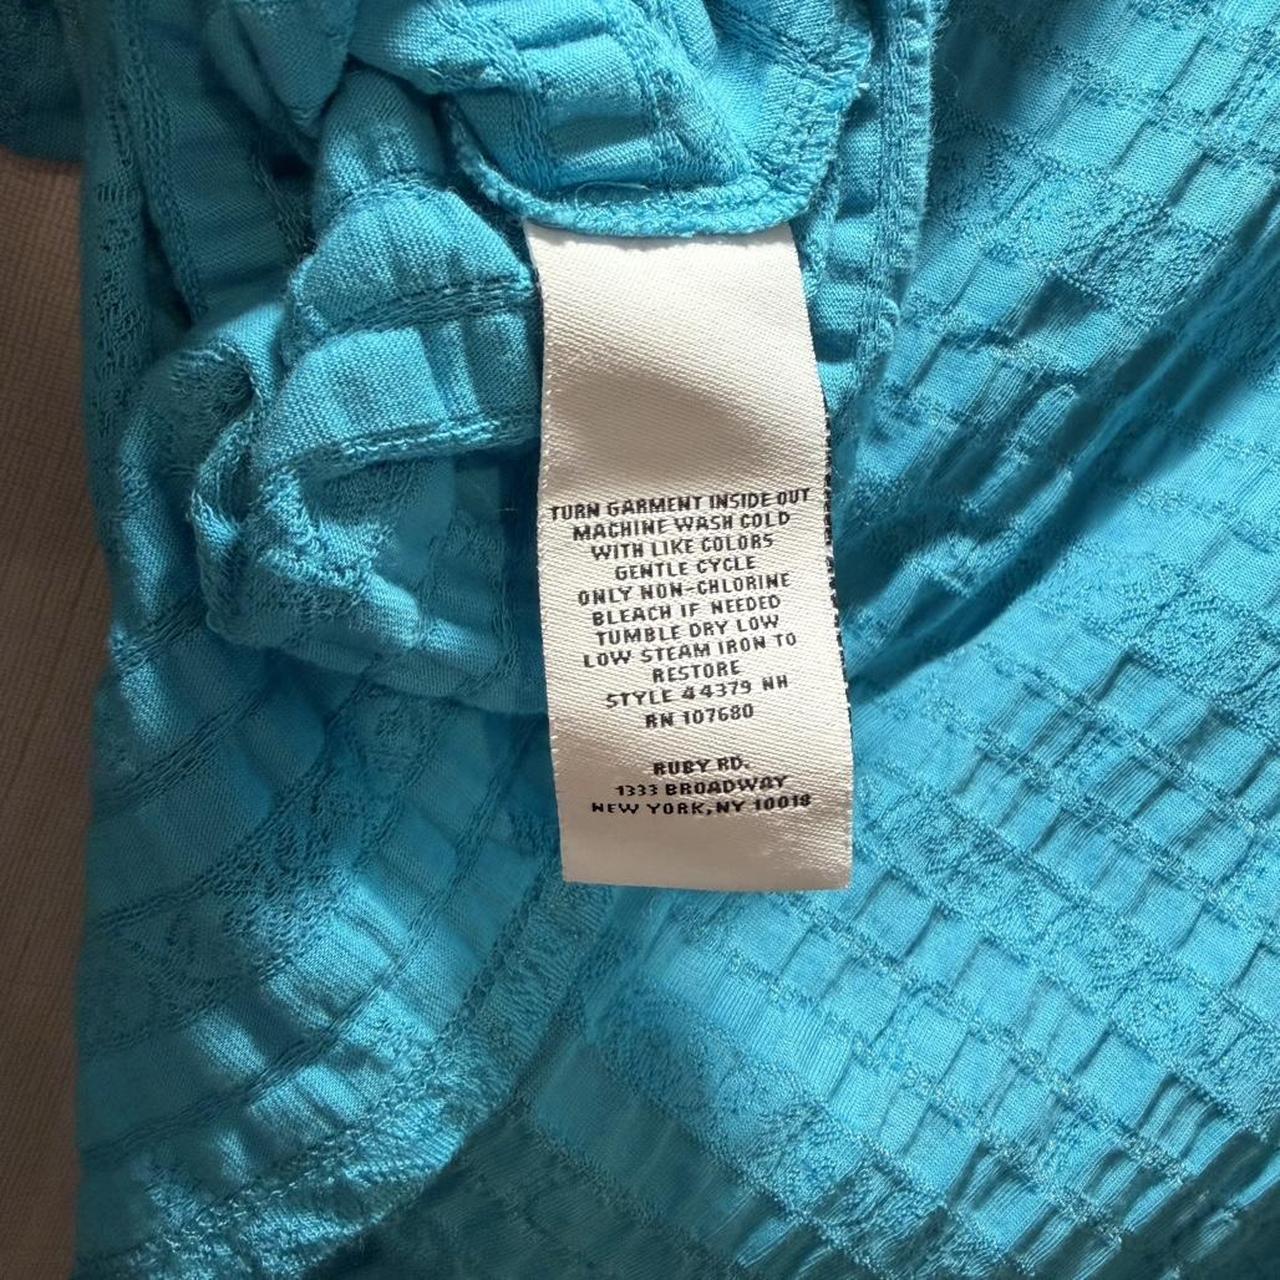 TURN GARMENT INSIDE OUT
MACHINE WASH COLD
WITH LIKE COLORS
GENTLE CYCLE
ONLY NON-CHLORINE
BLEACH IF NEEDED
TUMBLE DRY LOW
LOW STEAM IRON TO
RESTORE
STYLE 44379 NH
RN 107680
RUBY RD.
1333 BROADWAY
NEW YORK,NY 10018